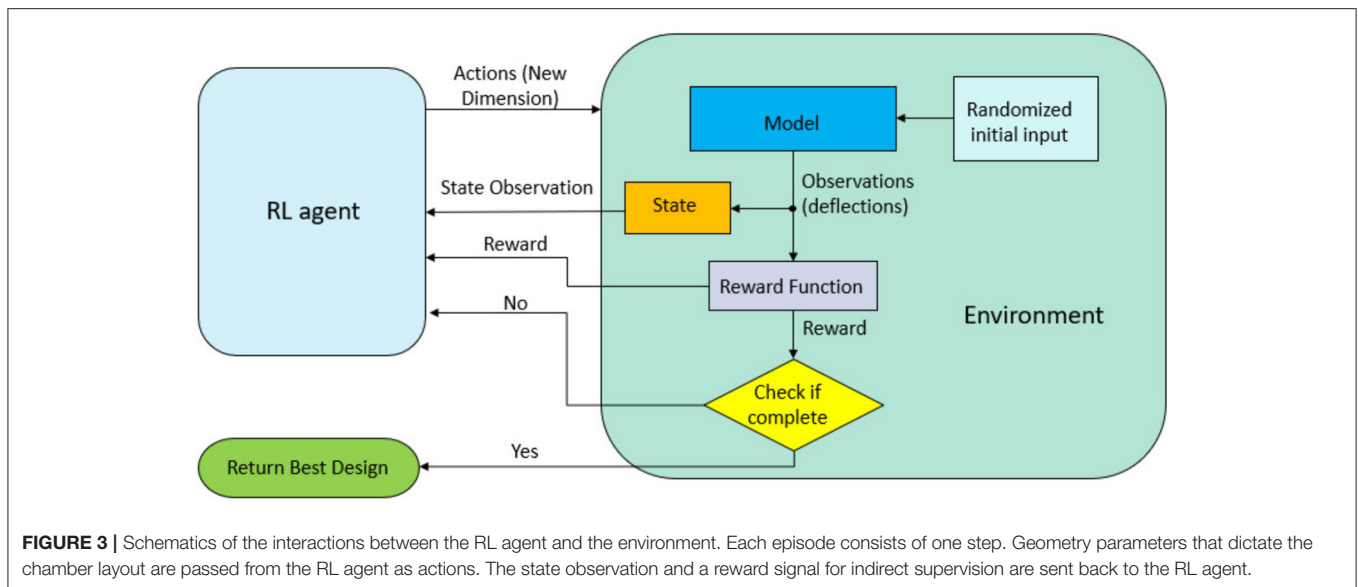 Actions (New
Dimension)
Model
Randomized
initial input
Observations
(deflections)
State Observation
State
RL agent
Reward
Reward Function
No
Environment
Reward
Check if
complete
Yes
Return Best Design
FIGURE 3 | Schematics of the interactions between the RL agent and the environment. Each episode consists of one step. Geometry parameters that dictate the
chamber layout are passed from the RL agent as actions. The state observation and a reward signal for indirect supervision are sent back to the RL agent.